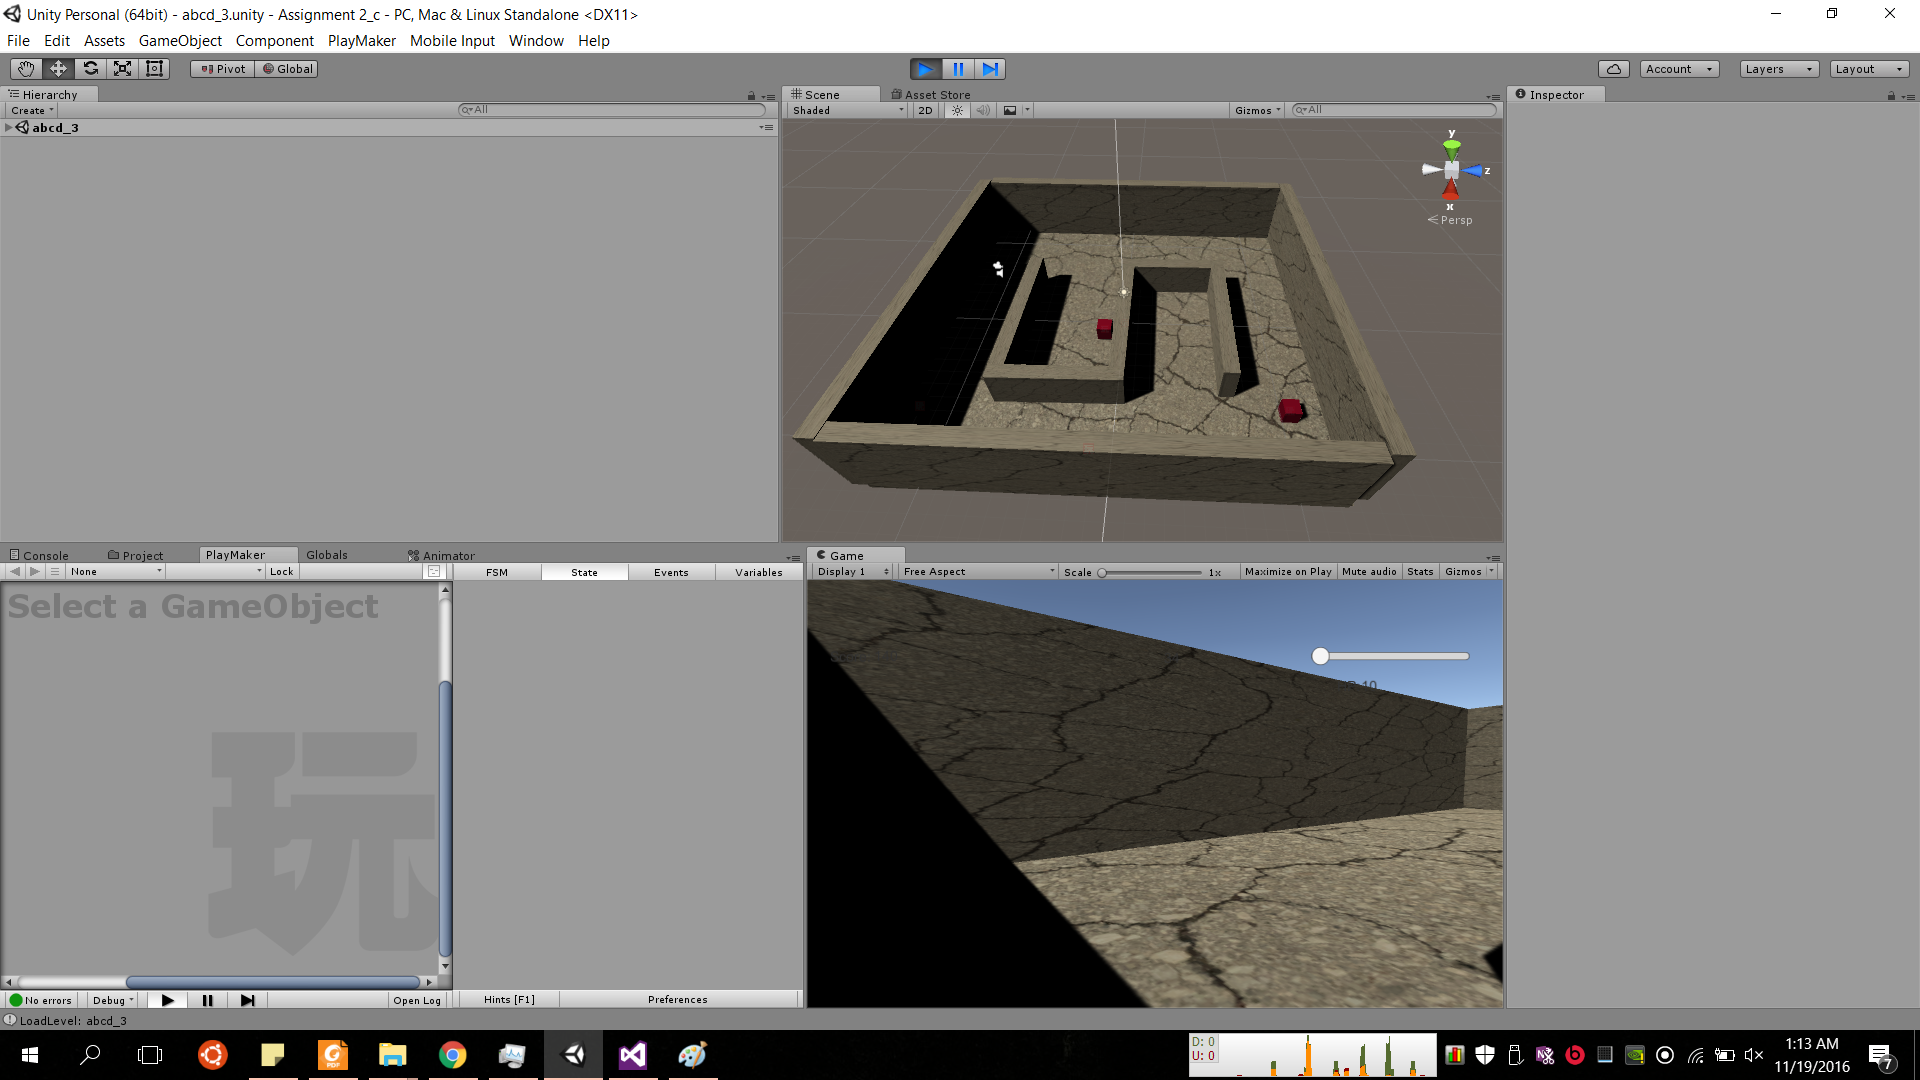 Unity Personal (64bit) - abcd_3.unity - Assignment 2_c - PC, Mac & Linux Standalone <DX11>
File Edit Assets GameObject Component PlayMaker Mobile Input Window Help
Pivot Global Account Layers Layout
Hierarchy
Create All
abcd_3
Scene Asset Store
Shaded 2D Gizmos All
y
z
x
Persp
Inspector
Console Project PlayMaker Globals Animator
None Lock FSM State Events Variables
Select a GameObject
玩
No errors Debug Open Log Hints [F1] Preferences
Game
Display 1 Free Aspect Scale 1x Maximize on Play Mute audio Stats Gizmos
10
LoadLevel: abcd_3
PDF
D: 0
U: 0
1:13 AM
11/19/2016
7